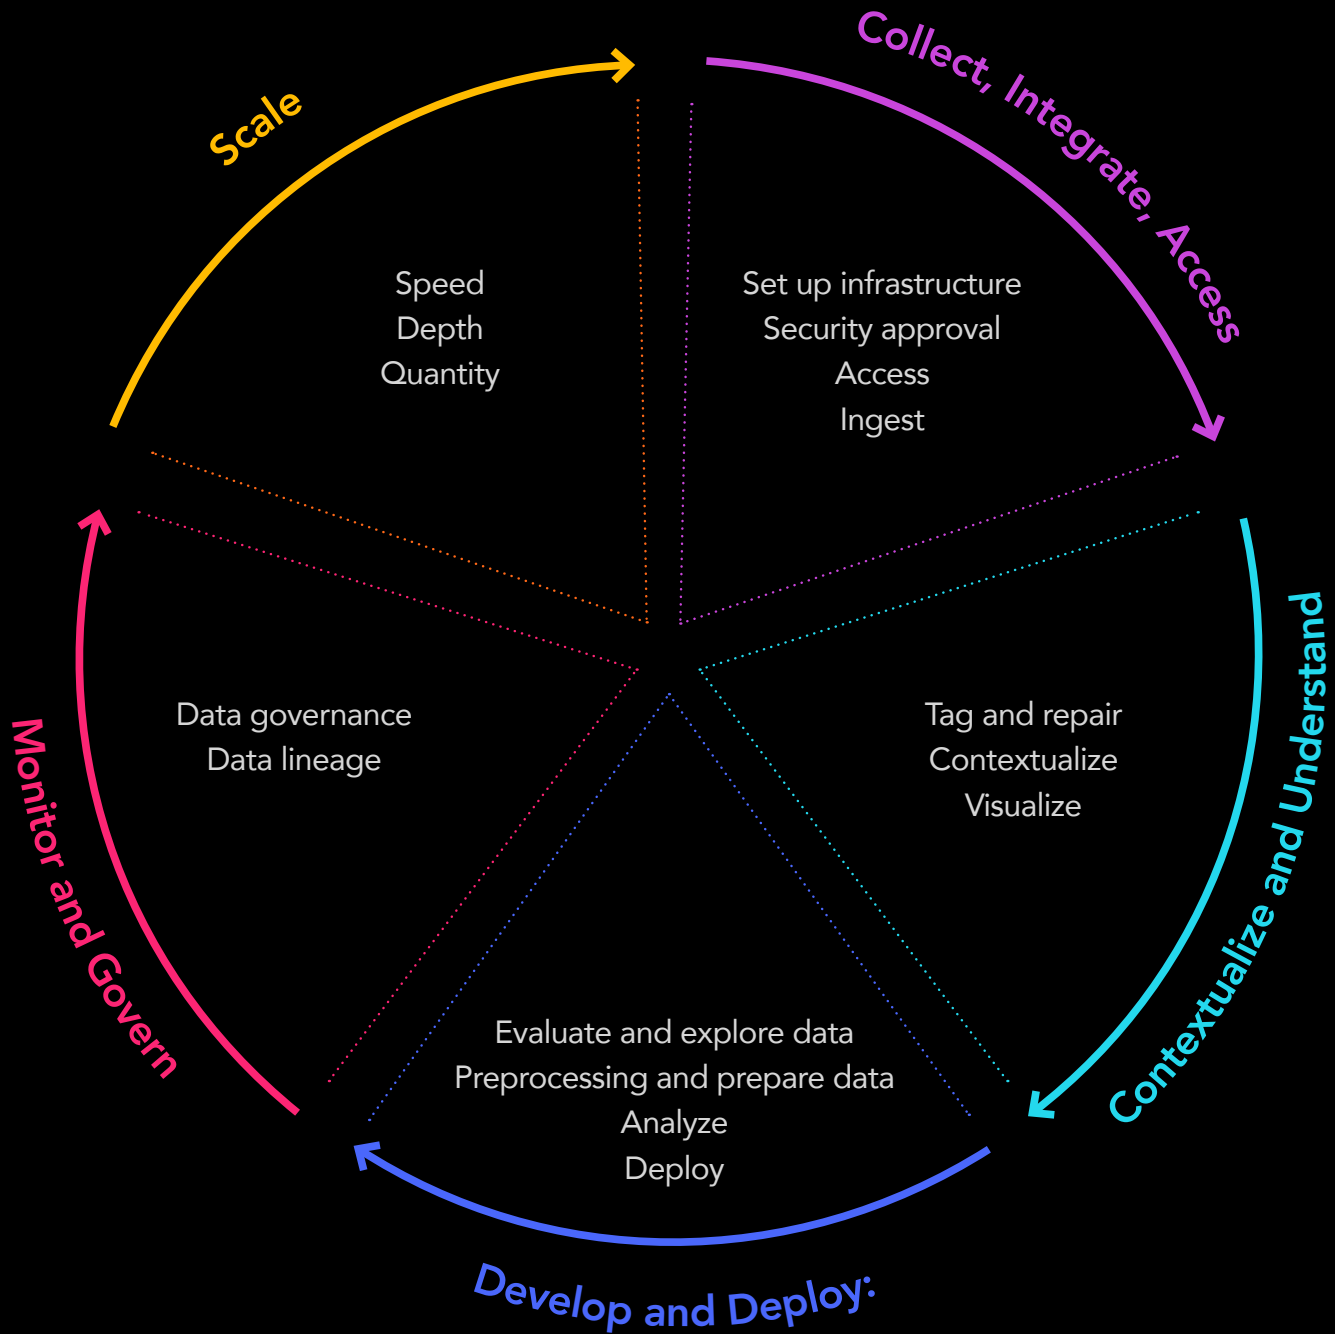 Scale
Collect, Integrate, Access
Speed
Depth
Quantity
Set up infrastructure
Security approval
Access
Ingest
Contextualize and Understand
Tag and repair
Contextualize
Visualize
Monitor and Govern
Data governance
Data lineage
Evaluate and explore data
Preprocessing and prepare data
Analyze
Deploy
Develop and Deploy: